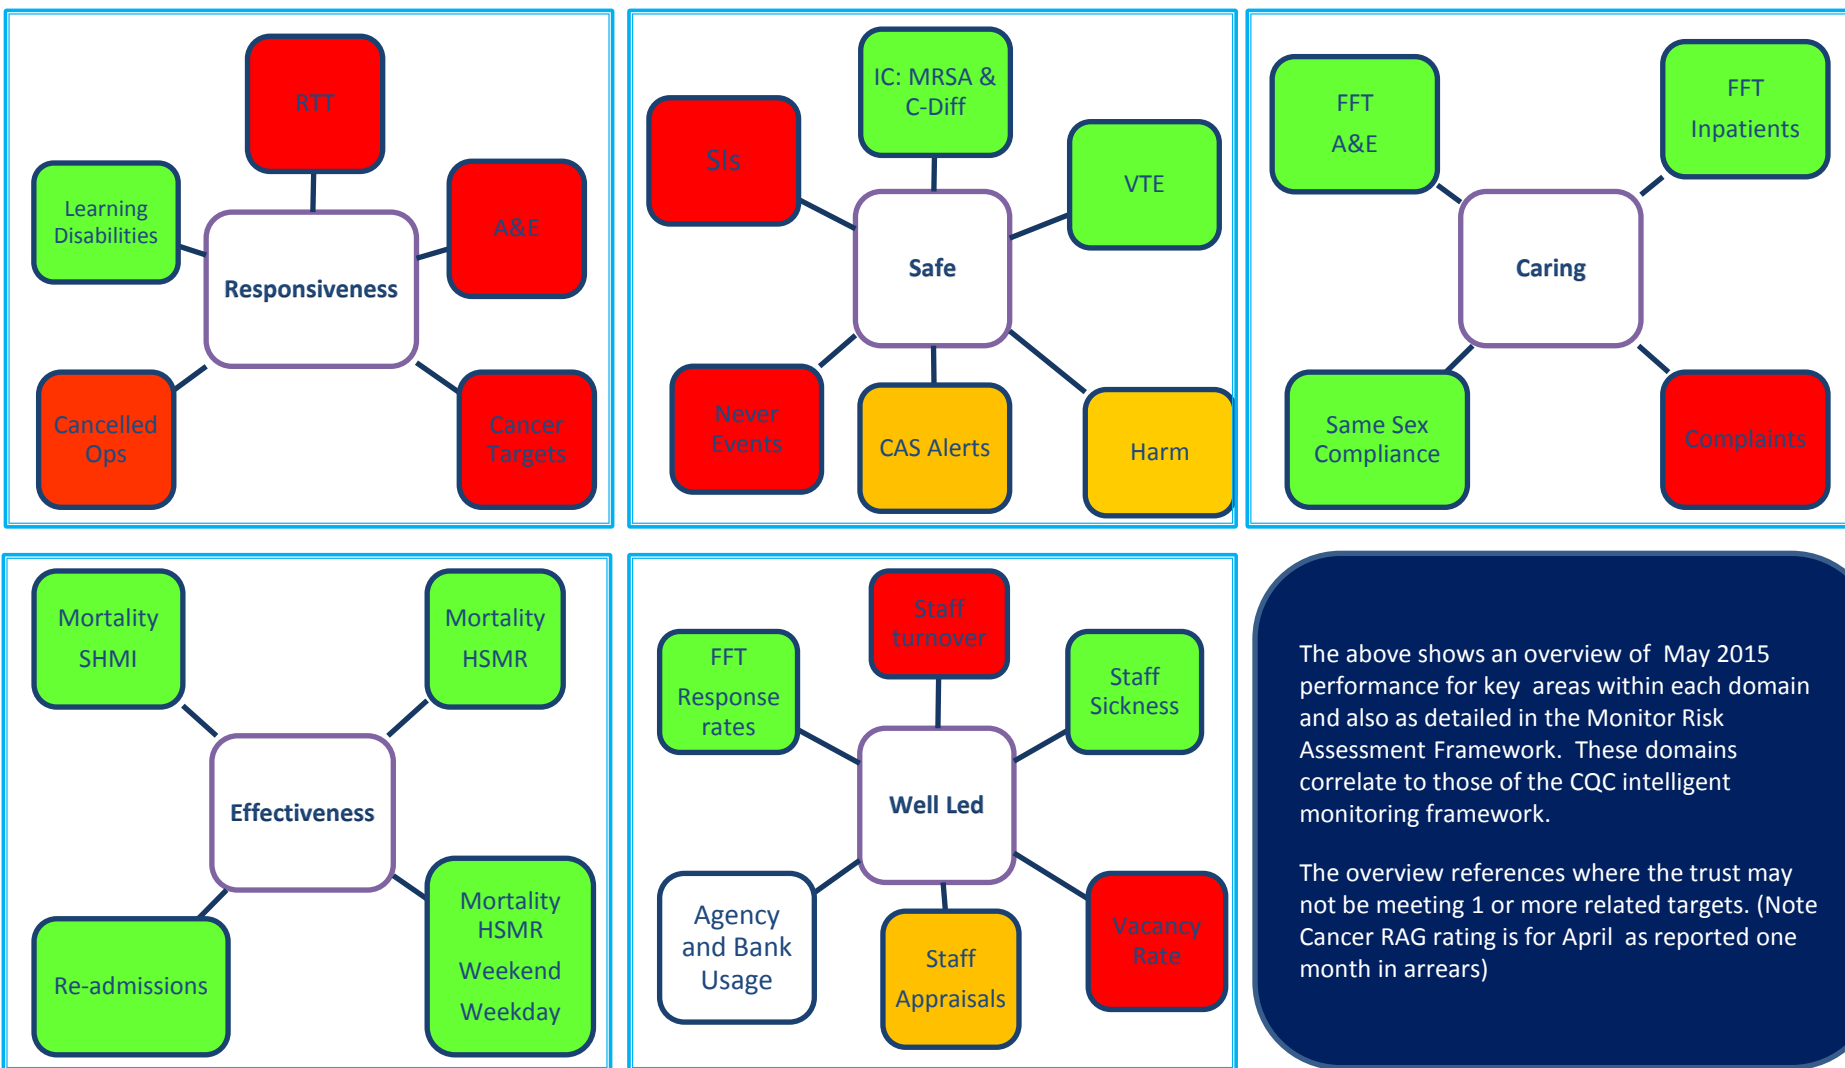 RTT
Learning
Disabilities
A&E
Responsiveness
Cancelled
Ops
Cancer
Targets
IC: MRSA &
C-Diff
SIs
VTE
Safe
Never
Events
CAS Alerts
Harm
FFT
A&E
FFT
Inpatients
Caring
Same Sex
Compliance
Complaints
Mortality
SHMI
Mortality
HSMR
Effectiveness
Re-admissions
Mortality
HSMR
Weekend
Weekday
Staff
turnover
FFT
Response
rates
Staff
Sickness
Well Led
Agency
and Bank
Usage
Staff
Appraisals
Vacancy
Rate
The above shows an overview of  May 2015
performance for key  areas within each domain
and also as detailed in the Monitor Risk
Assessment Framework.  These domains
correlate to those of the CQC intelligent
monitoring framework.
The overview references where the trust may
not be meeting 1 or more related targets. (Note
Cancer RAG rating is for April  as reported one
month in arrears)